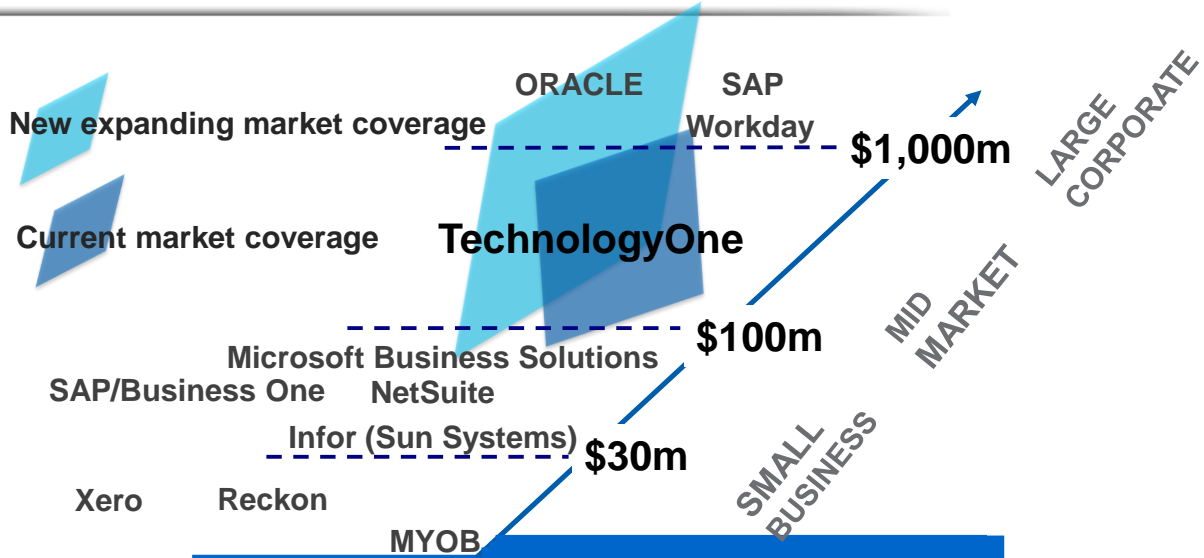 ORACLE
SAP
New expanding market coverage
Workday
$1,000m
LARGE
CORPORATE
Current market coverage
TechnologyOne
MID
MARKET
$100m
Microsoft Business Solutions
SAP/Business One
NetSuite
Infor (Sun Systems)
$30m
SMALL
BUSINESS
Xero
Reckon
MYOB